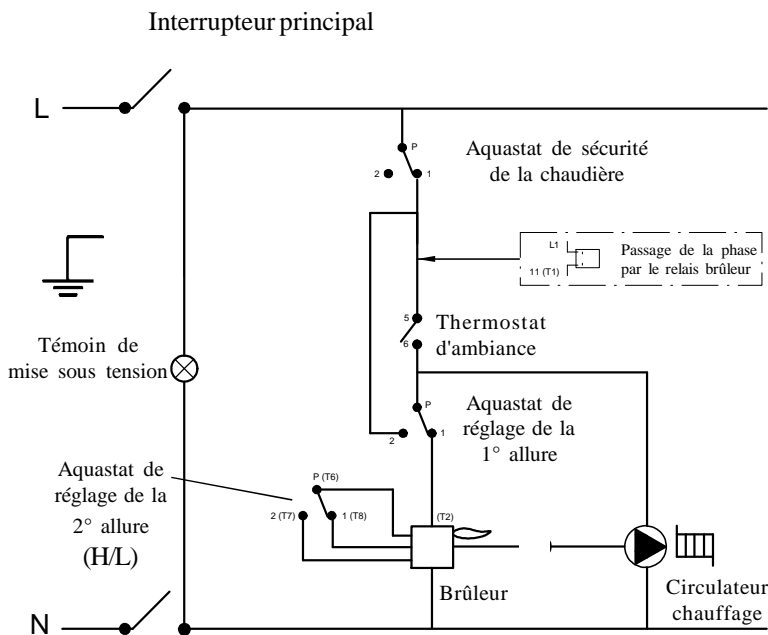 Interrupteur principal
L
P
2
1
Aquastat de sécurité
de la chaudière
L1
11 (T1)
Passage de la phase
par le relais brûleur
5
6
Thermostat
d'ambiance
Témoin de
mise sous tension
P
2
1
Aquastat de
réglage de la
1° allure
Aquastat de
réglage de la
2° allure
(H/L)
P (T6)
2 (T7)
1 (T8)
(T2)
Brûleur
Circulateur
chauffage
N